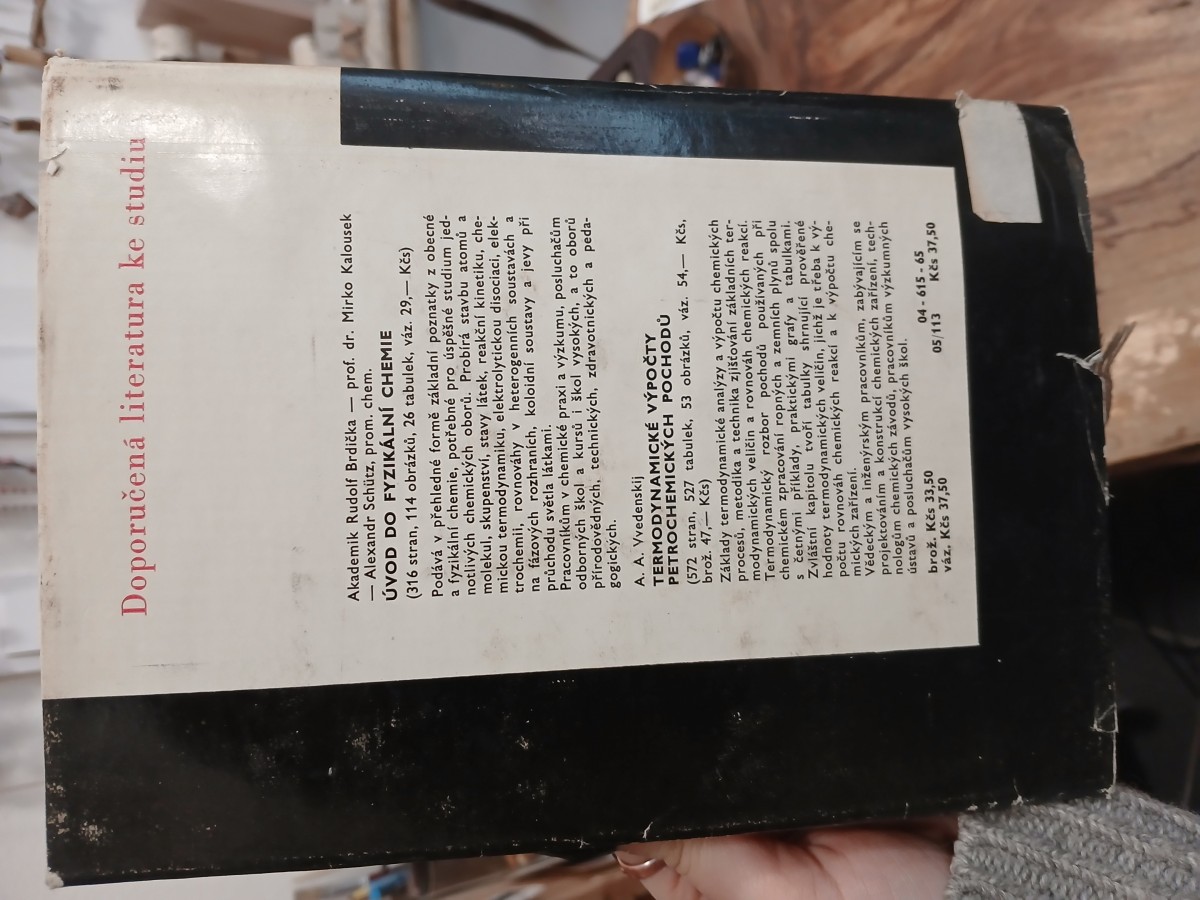 Doporučená literatura ke studiu
Akademik Rudolf Brdička — prof. dr. Mirko Kalousek
— Alexandr Schütz, prom. chem.
ÚVOD DO FYZIKÁLNÍ CHEMIE
(316 stran, 114 obrázků, 26 tabulek, váz. 29,— Kčs)
Podává v přehledné formě základní poznatky z obecné
a fyzikální chemie, potřebné pro úspěšné studium jed-
notlivých chemických oborů. Probírá stavbu atomů a
molekul, skupenství, stavy látek, reakční kinetiku, che-
mickou termodynamiku, elektrolytickou disociaci, elek-
trochemii, rovnováhy v heterogenních soustavách a
na fázových rozhraních, koloidní soustavy a jevy při
průchodu světla látkami.
Pracovníkům v chemické praxi a výzkumu, posluchačům
odborných škol a kursů i škol vysokých, a to oborů
přírodovědných, technických, zdravotnických a peda-
gogických.
A. A. Vvedenskij
TERMODYNAMICKÉ VÝPOČTY
PETROCHEMICKÝCH POCHODŮ
(572 stran, 527 tabulek, 53 obrázků, váz. 54,— Kčs,
brož. 47,— Kčs)
Základy termodynamické analýzy a výpočtu chemických
procesů, metodika a technika zjišťování základních ter-
modynamických veličin a rovnováh chemických reakcí.
Termodynamický rozbor pochodů používaných při
chemickém zpracování ropných a zemních plynů spolu
s četnými příklady, praktickými grafy a tabulkami.
Zvláštní kapitolu tvoří tabulky shrnující prověřené
hodnoty termodynamických veličin, jichž je třeba k vý-
počtu rovnováh chemických reakcí a k výpočtu che-
mických zařízení.
Vědeckým a inženýrským pracovníkům, zabývajícím se
projektováním a konstrukcí chemických zařízení, tech-
nologům chemických závodů, pracovníkům výzkumných
ústavů a posluchačům vysokých škol.
04 - 615 - 65
brož. Kčs 33,50 05/113 Kčs 37,50
váz. Kčs 37,50